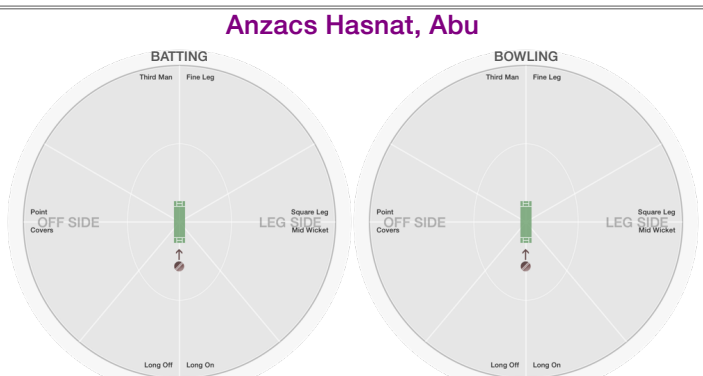 Anzacs Hasnat, Abu
BATTING
Third Man Fine Leg
Point Square Leg
OFF SIDE LEG SIDE
Covers Mid Wicket
Long Off Long On
BOWLING
Third Man Fine Leg
Point Square Leg
OFF SIDE LEG SIDE
Covers Mid Wicket
Long Off Long On